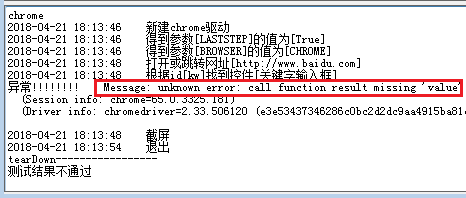 chrome
2018-04-21 18:13:46 新建chrome驱动
2018-04-21 18:13:46 得到参数[LASTSTEP]的值为[True]
2018-04-21 18:13:46 得到参数[BROWSER]的值为[CHROME]
2018-04-21 18:13:48 打开或跳转网址[http://www.baidu.com]
2018-04-21 18:13:48 根据id[kw]找到控件[关键字输入框]
异常!!!!!!!! Message: unknown error: call function result missing 'value'
(Session info: chrome=65.0.3325.181)
(Driver info: chromedriver=2.33.506120 (e3e53437346286c0bc2d2dc9aa4915ba81d
2018-04-21 18:13:48 截屏
2018-04-21 18:13:54 退出
tearDown-----------------
测试结果不通过